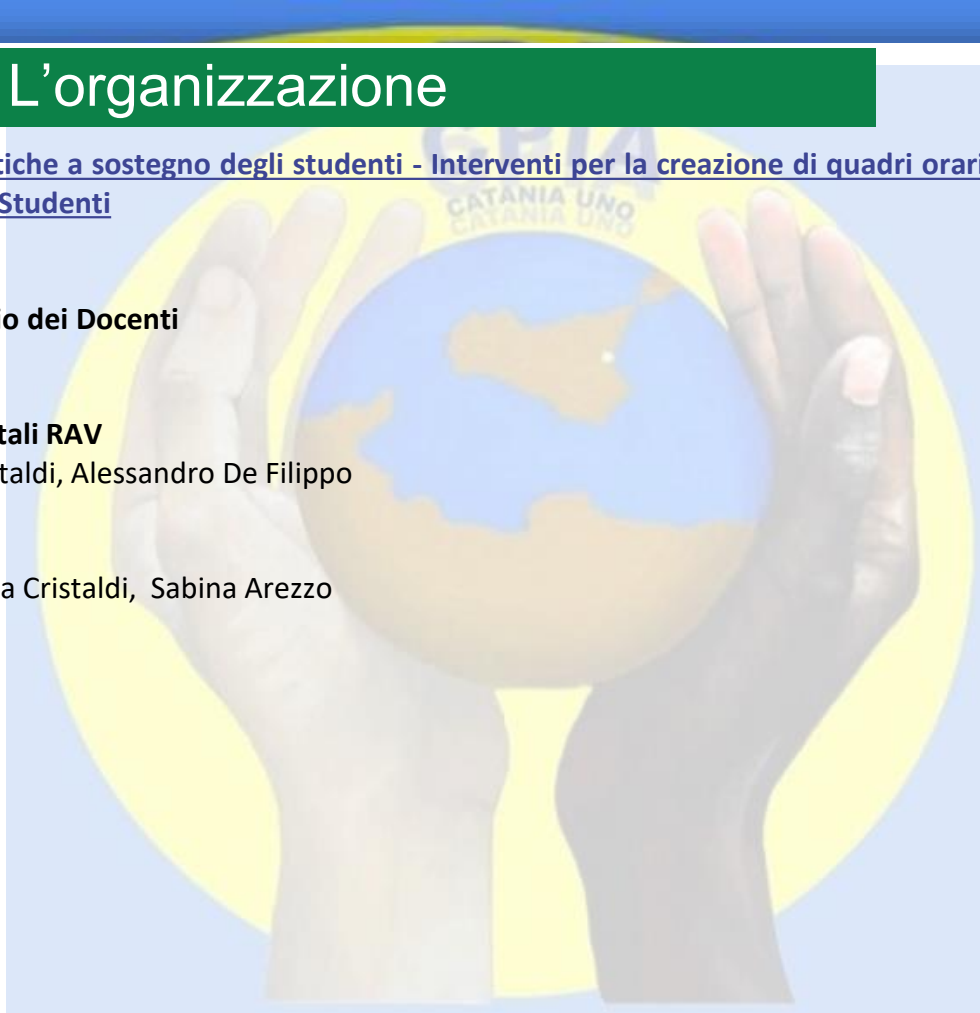 L'organizzazione
CPIA
tiche a sostegno degli studenti - Interventi per la creazione di quadri orari
CATANIA UNO
Studenti
io dei Docenti
tali RAV
taldi, Alessandro De Filippo
a Cristaldi, Sabina Arezzo